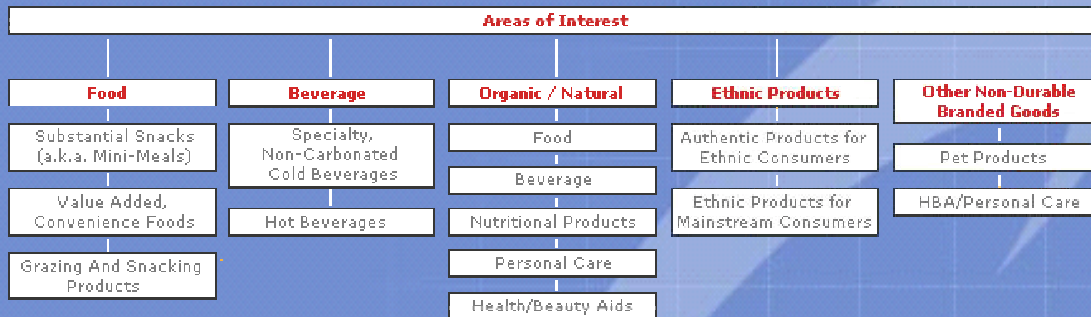 Areas of Interest
Food
Substantial Snacks
(a.k.a. Mini-Meals)
Value Added,
Convenience Foods
Grazing And Snacking
Products
Beverage
Specialty,
Non-Carbonated
Cold Beverages
Hot Beverages
Organic / Natural
Food
Beverage
Nutritional Products
Personal Care
Health/Beauty Aids
Ethnic Products
Authentic Products for
Ethnic Consumers
Ethnic Products for
Mainstream Consumers
Other Non-Durable
Branded Goods
Pet Products
HBA/Personal Care